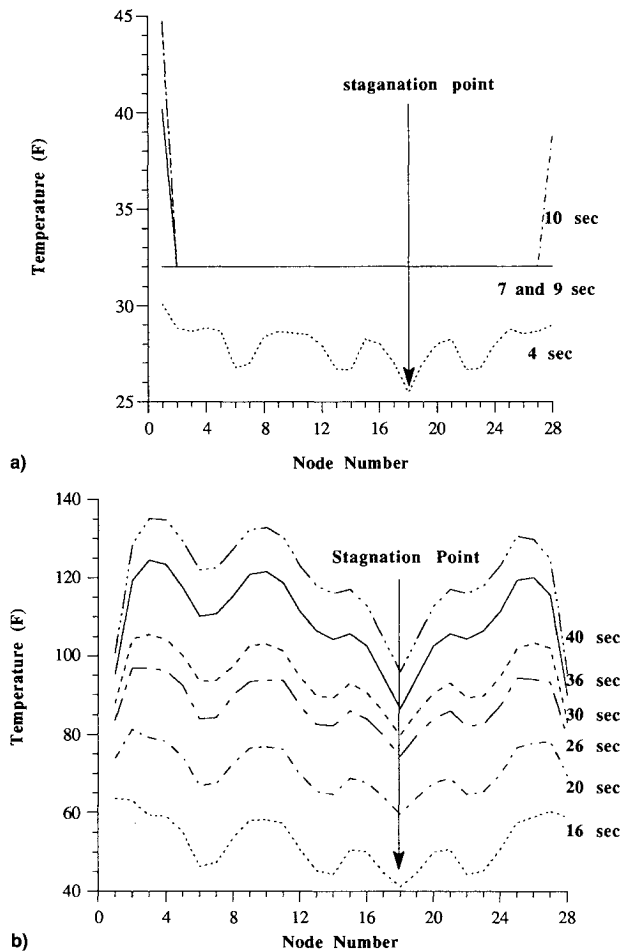 45
40
35
30
25
Temperature (F)
staganation point
10 sec
7 and 9 sec
4 sec
0 4 8 12 16 20 24 28
Node Number
a)
140
120
100
80
60
40
Temperature (F)
Stagnation Point
40 sec
36 sec
30 sec
26 sec
20 sec
16 sec
0 4 8 12 16 20 24 28
Node Number
b)